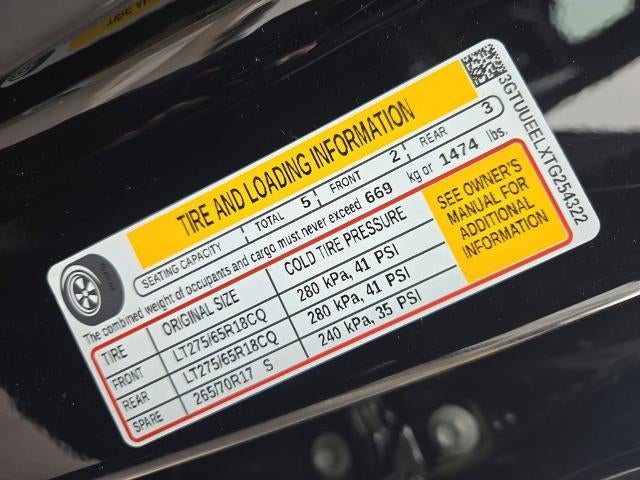 TIRE AND LOADING INFORMATION
SEATING CAPACITY TOTAL 5 FRONT 2 REAR 3
The combined weight of occupants and cargo must never exceed 669 kg or 1474 lbs.
TIRE ORIGINAL SIZE COLD TIRE PRESSURE
FRONT LT275/65R18CQ 280 kPa, 41 PSI
REAR LT275/65R18CQ 280 kPa, 41 PSI
SPARE 265/70R17 S 240 kPa, 35 PSI
SEE OWNER'S
MANUAL FOR
ADDITIONAL
INFORMATION
3GTUUEELXTG254322